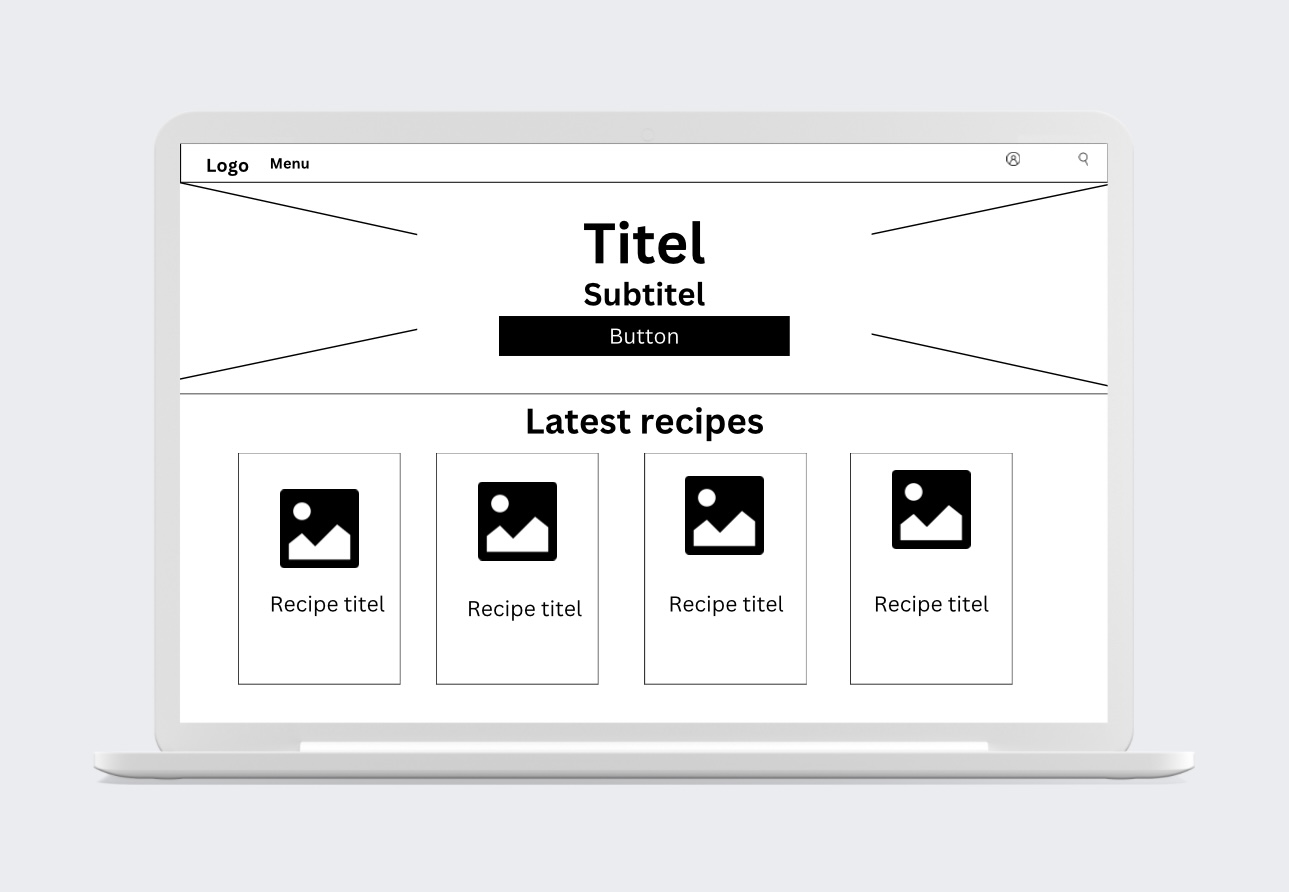 Logo
Menu
Titel
Subtitel
Button
Latest recipes
Recipe titel
Recipe titel
Recipe titel
Recipe titel